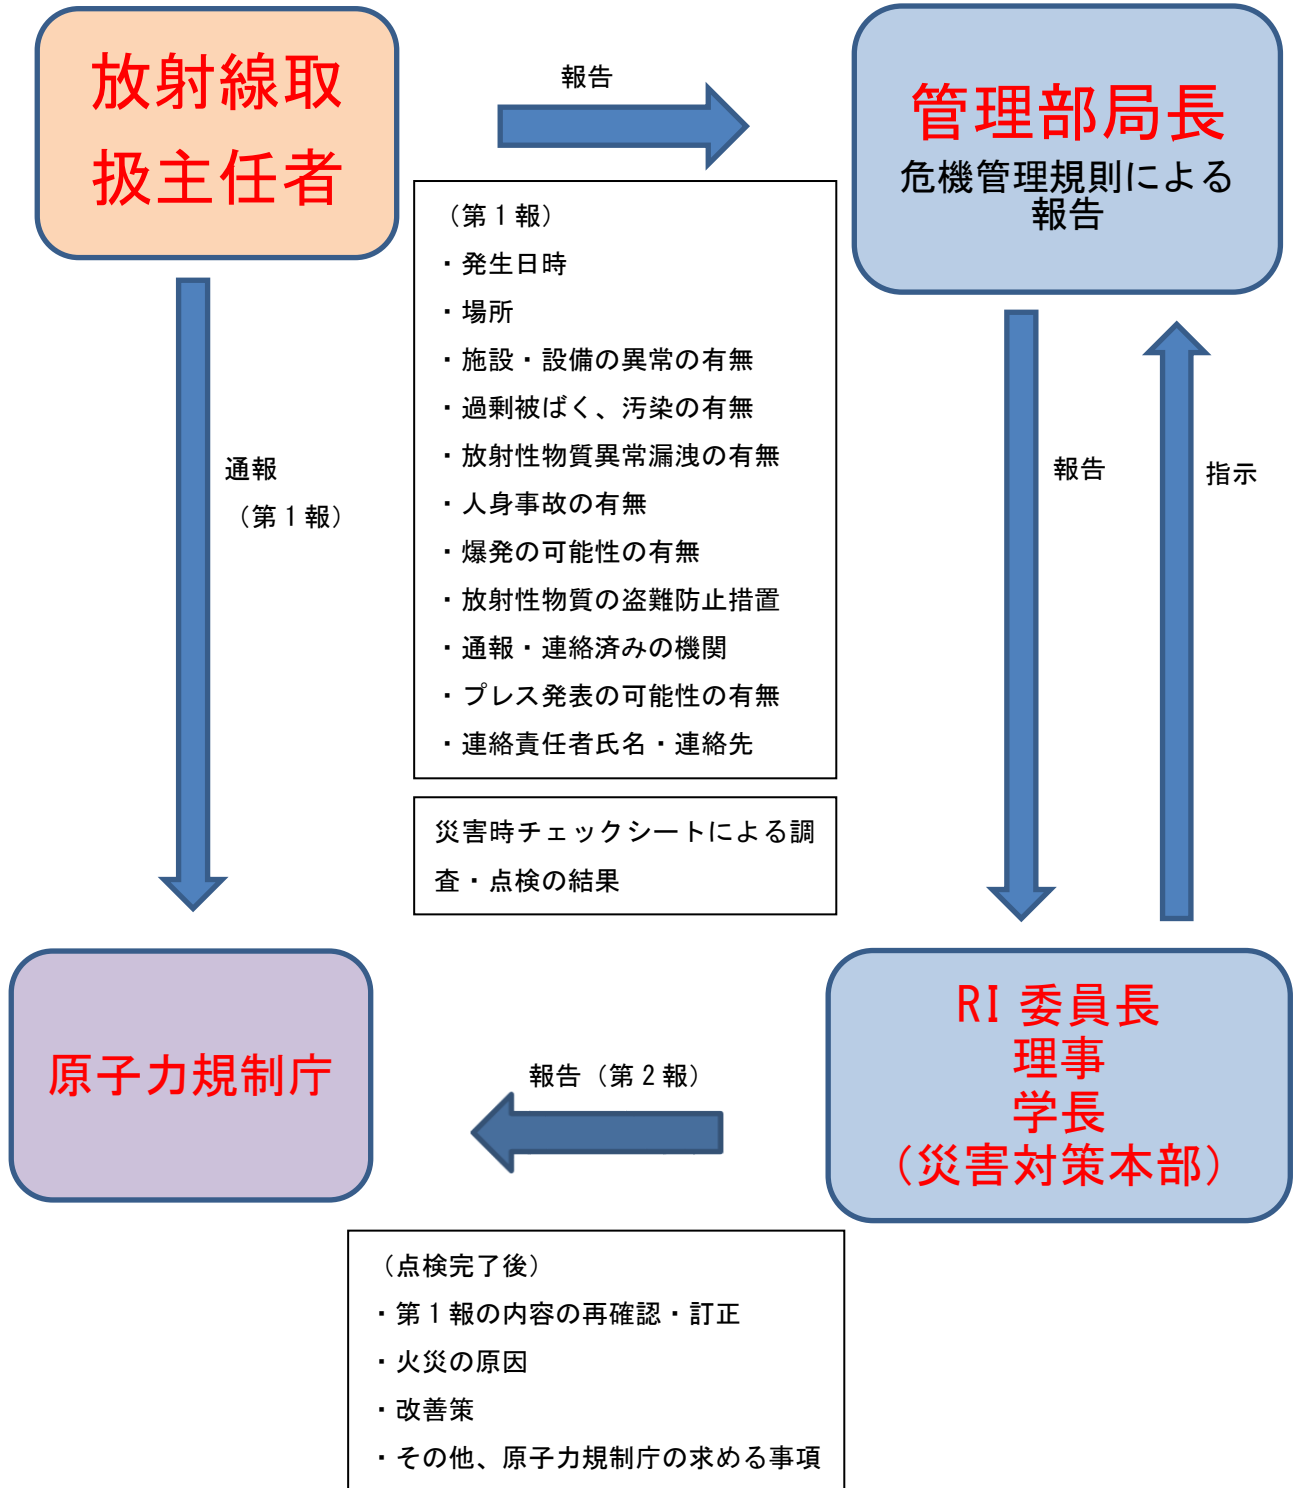 放射線取
扱主任者
報告
管理部局長
危機管理規則による
報告
（第１報）
・発生日時
・場所
・施設・設備の異常の有無
・過剰被ばく、汚染の有無
・放射性物質異常漏洩の有無
・人身事故の有無
・爆発の可能性の有無
・放射性物質の盗難防止措置
・通報・連絡済みの機関
・プレス発表の可能性の有無
・連絡責任者氏名・連絡先
通報
（第１報）
報告
指示
災害時チェックシートによる調
査・点検の結果
原子力規制庁
報告（第２報）
RI 委員長
理事
学長
（災害対策本部）
（点検完了後）
・第１報の内容の再確認・訂正
・火災の原因
・改善策
・その他、原子力規制庁の求める事項